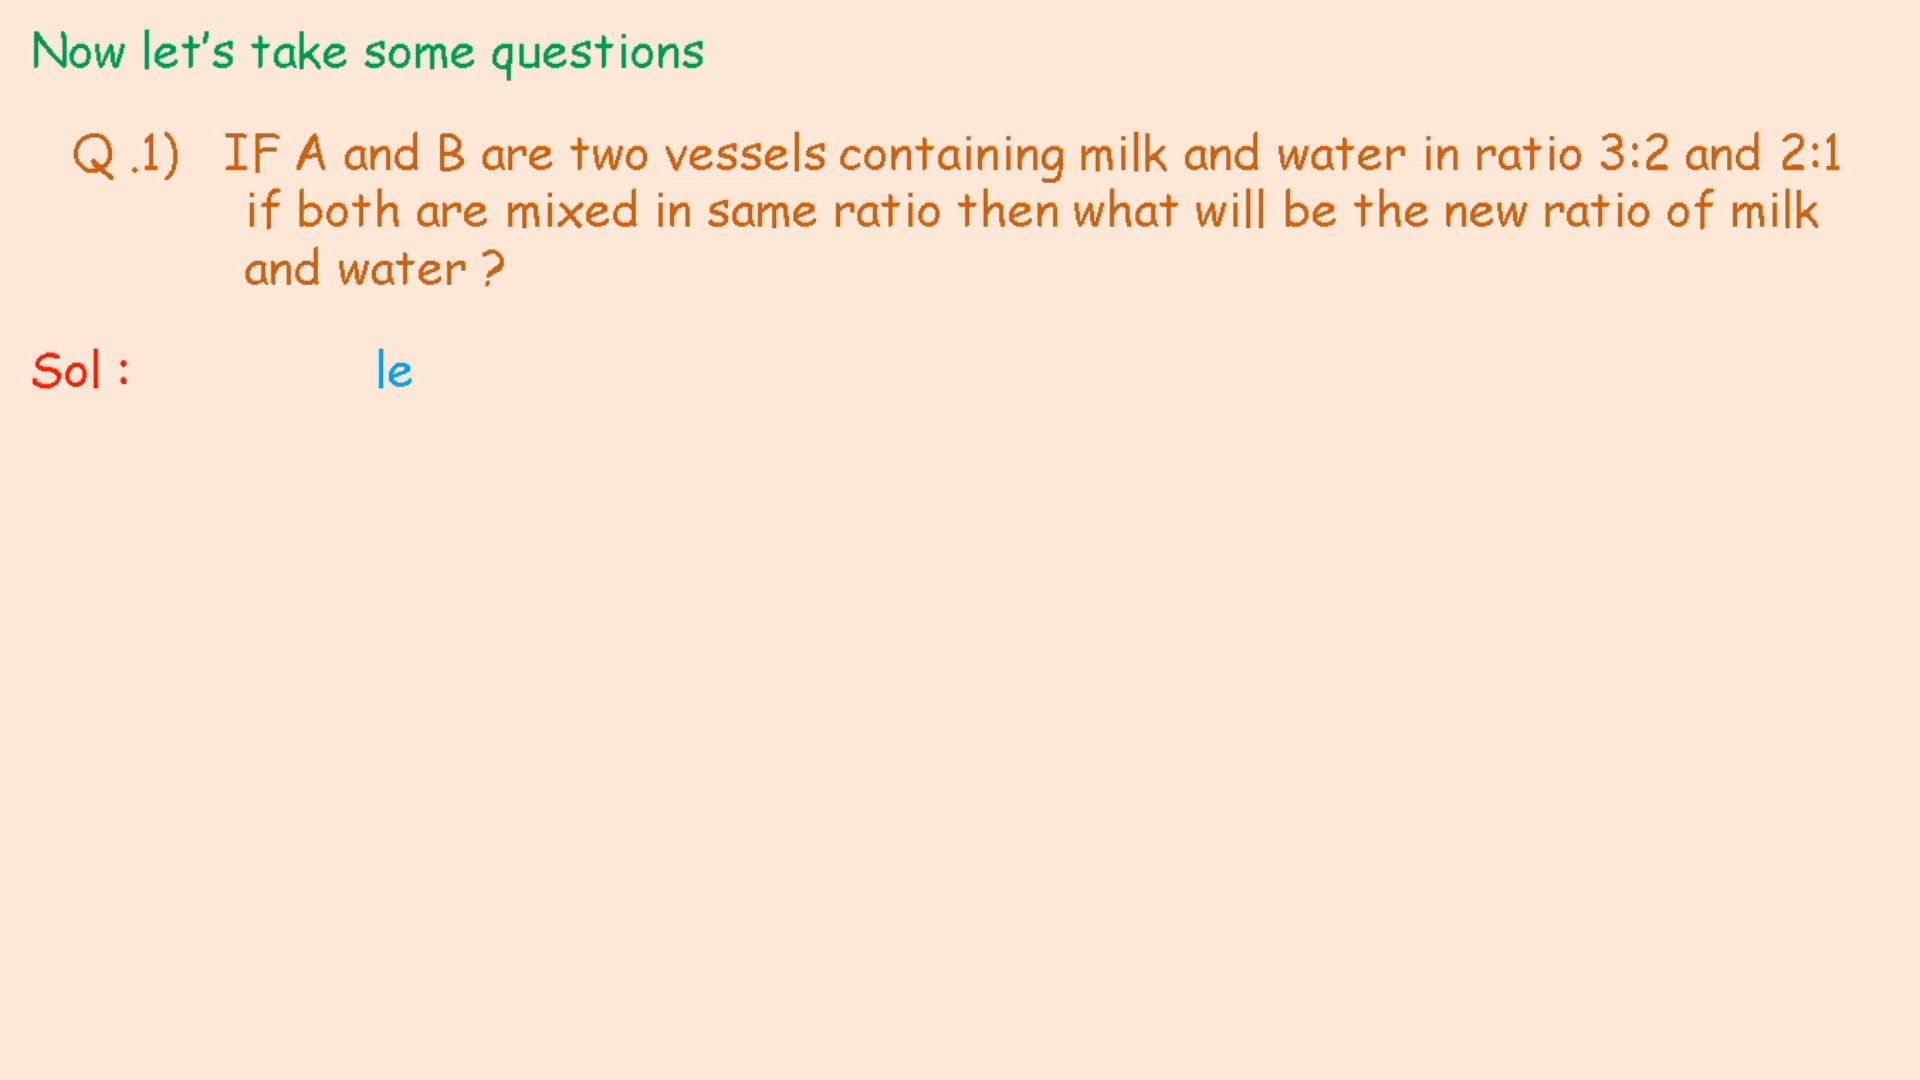 Now let's take some questions
Q .1) IF A and B are two vessels containing milk and water in ratio 3:2 and 2:1
if both are mixed in same ratio then what will be the new ratio of milk
and water ?
Sol : le